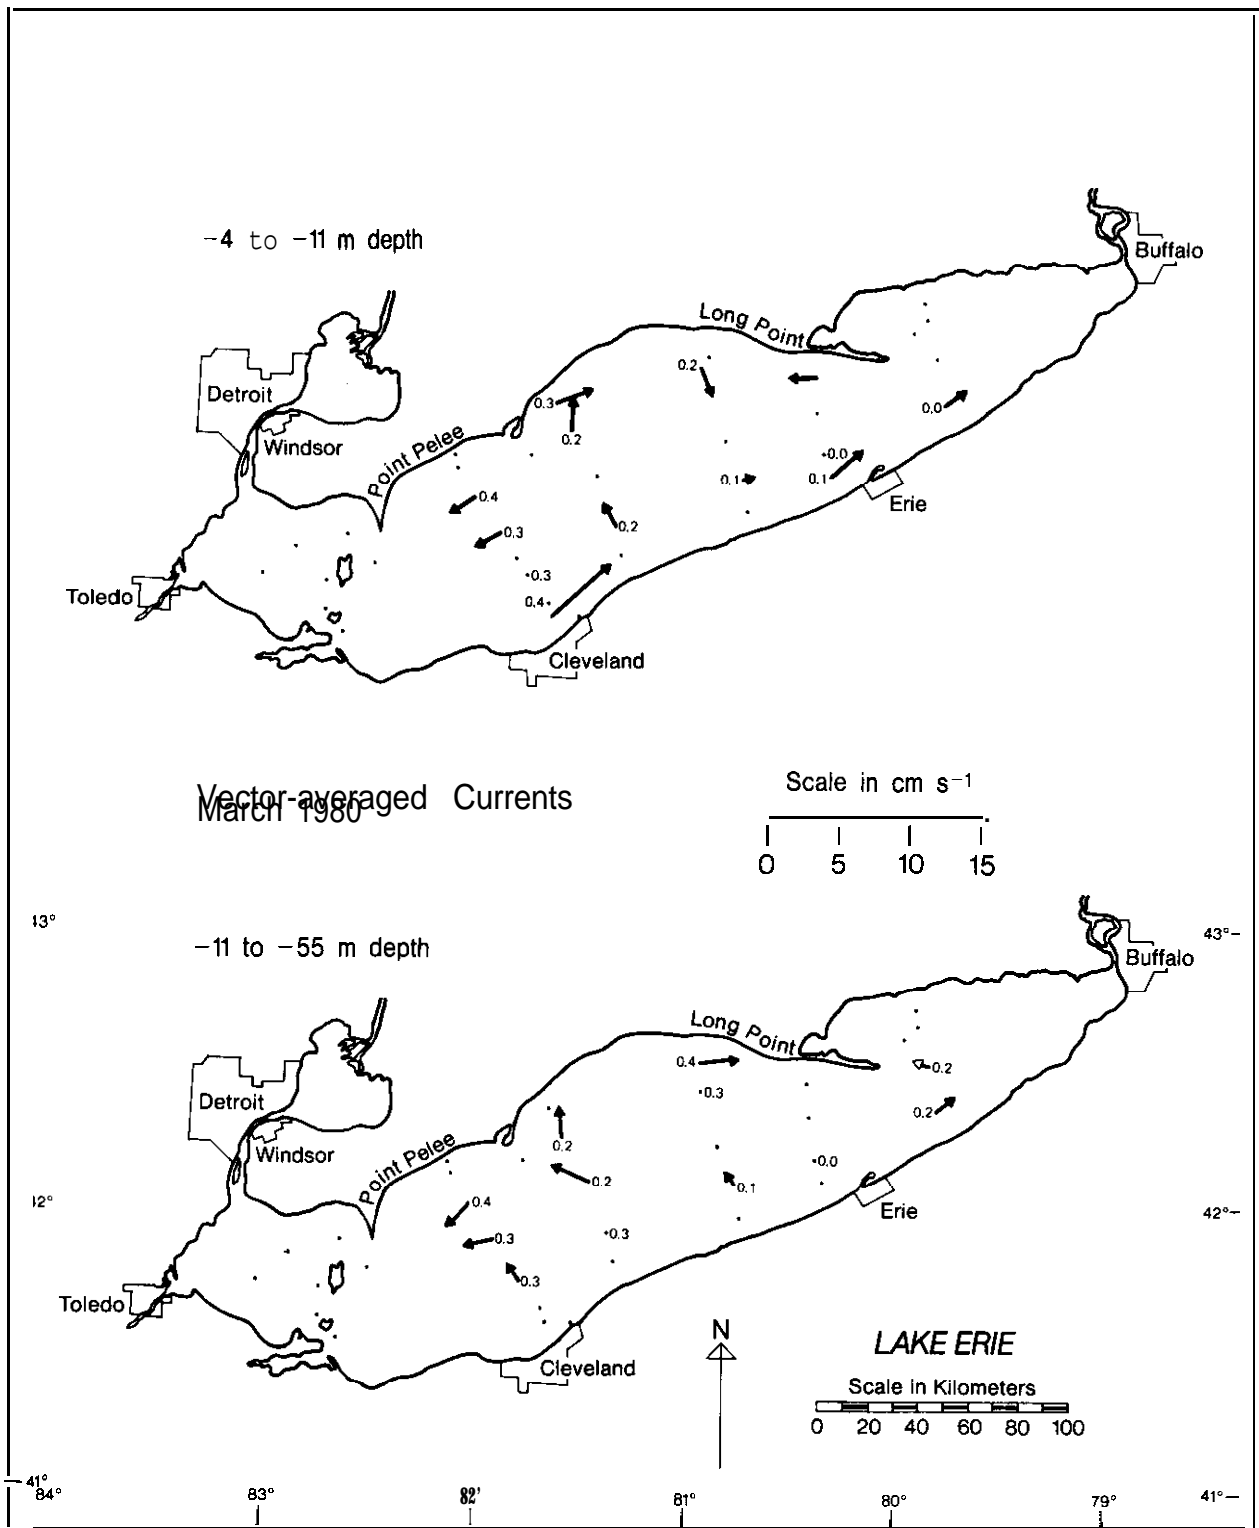 -4 to -11 m depth
Buffalo
Long Point
Detroit
0.2
0.3
0.0
Windsor
Point Pelee
0.2
+0.0
0.1
0.1
Erie
0.4
0.2
0.3
0.3
Toledo
0.4
Cleveland
Vector-averaged Currents
March 1980
Scale in cm s-1
0 5 10 15
13°
43°
-11 to -55 m depth
Buffalo
Long Point
0.4
0.2
Detroit
0.3
0.2
Windsor
Point Pelee
0.2
+0.0
0.2
0.1
12°
42°
0.4
Erie
0.3
+0.3
0.3
Toledo
N
LAKE ERIE
Cleveland
Scale in Kilometers
0 20 40 60 80 100
41°
41°
84° 83° 82' 81° 80° 79°